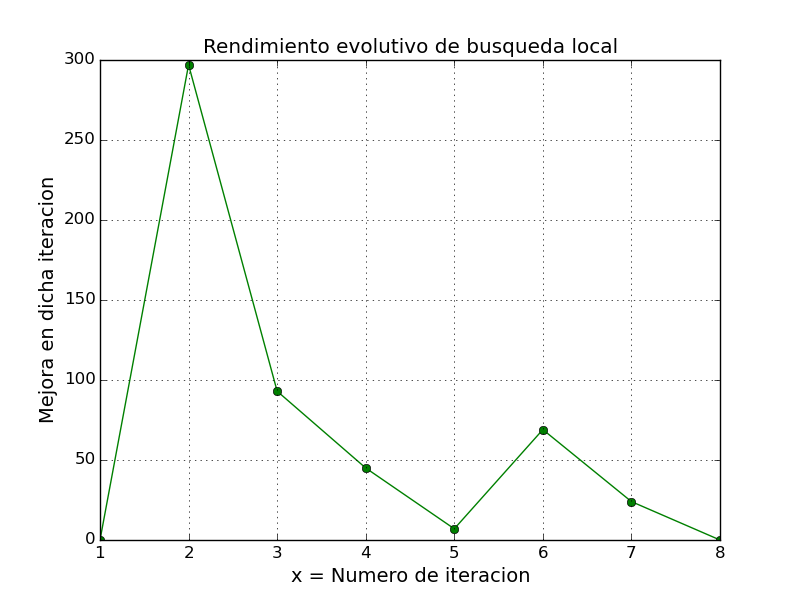 Rendimiento evolutivo de busqueda local
300
250
200
150
100
50
0
Mejora en dicha iteracion
1 2 3 4 5 6 7 8
x = Numero de iteracion